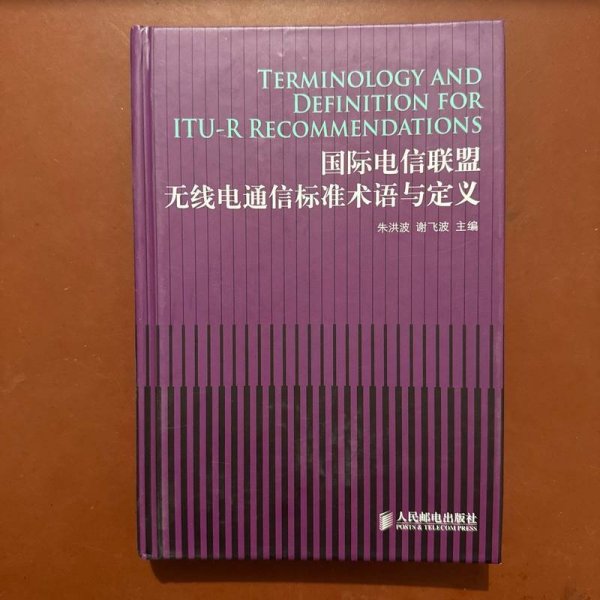 TERMINOLOGY AND
DEFINITION FOR
ITU-R RECOMMENDATIONS
国际电信联盟
无线电通信标准术语与定义
朱洪波 谢飞波 主编
人民邮电出版社
POSTS & TELECOM PRESS